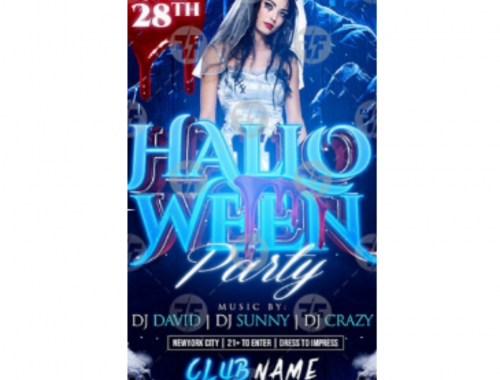 28TH
HALLO
WEEN
Party
MUSIC BY:
DJ DAVID | DJ SUNNY | DJ CRAZY
NEWYORK CITY | 21+ TO ENTER | DRESS TO IMPRESS
CLUB NAME